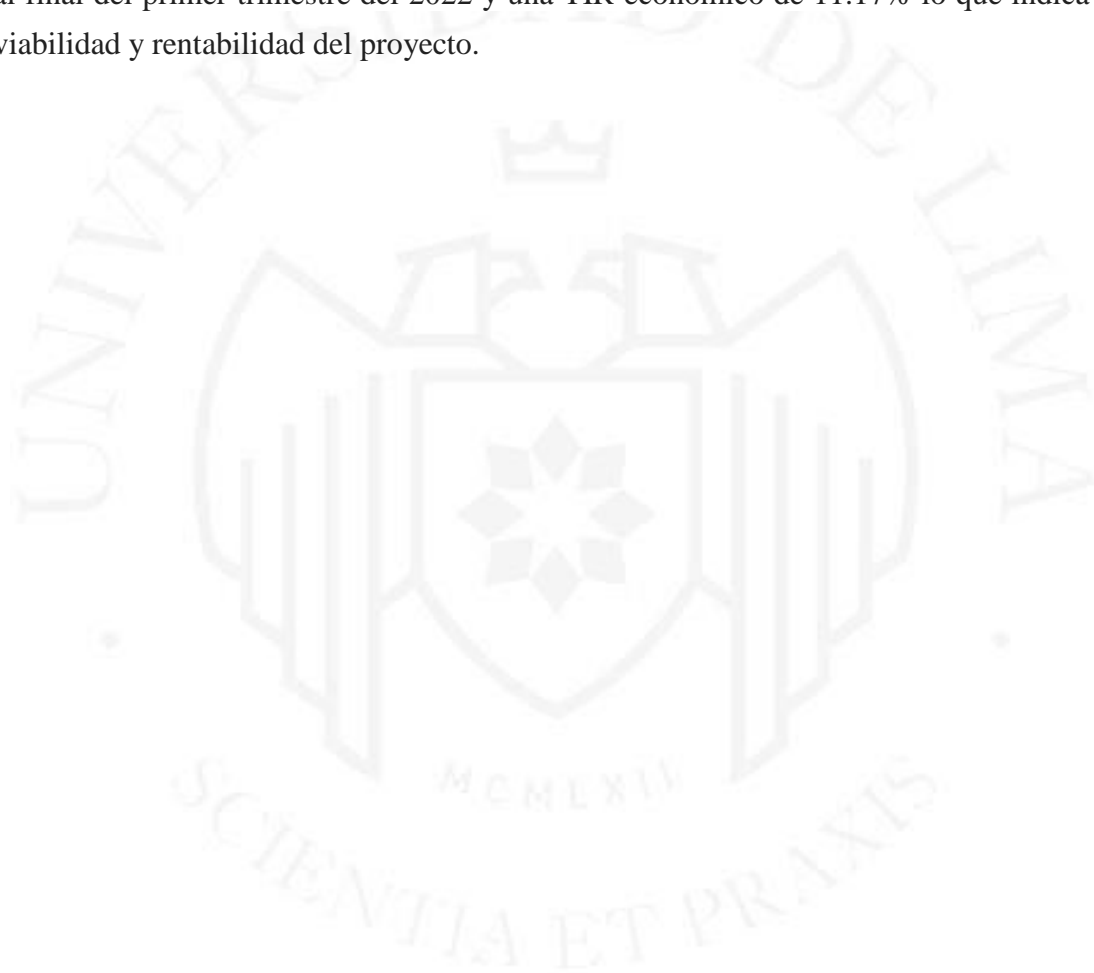 al final del primer trimestre del 2022 y una TIR económico de 11.17% lo que indica
viabilidad y rentabilidad del proyecto.
UNIVERSIDAD DE LIMA
MCMLXII
SCIENTIA ET PRAXIS